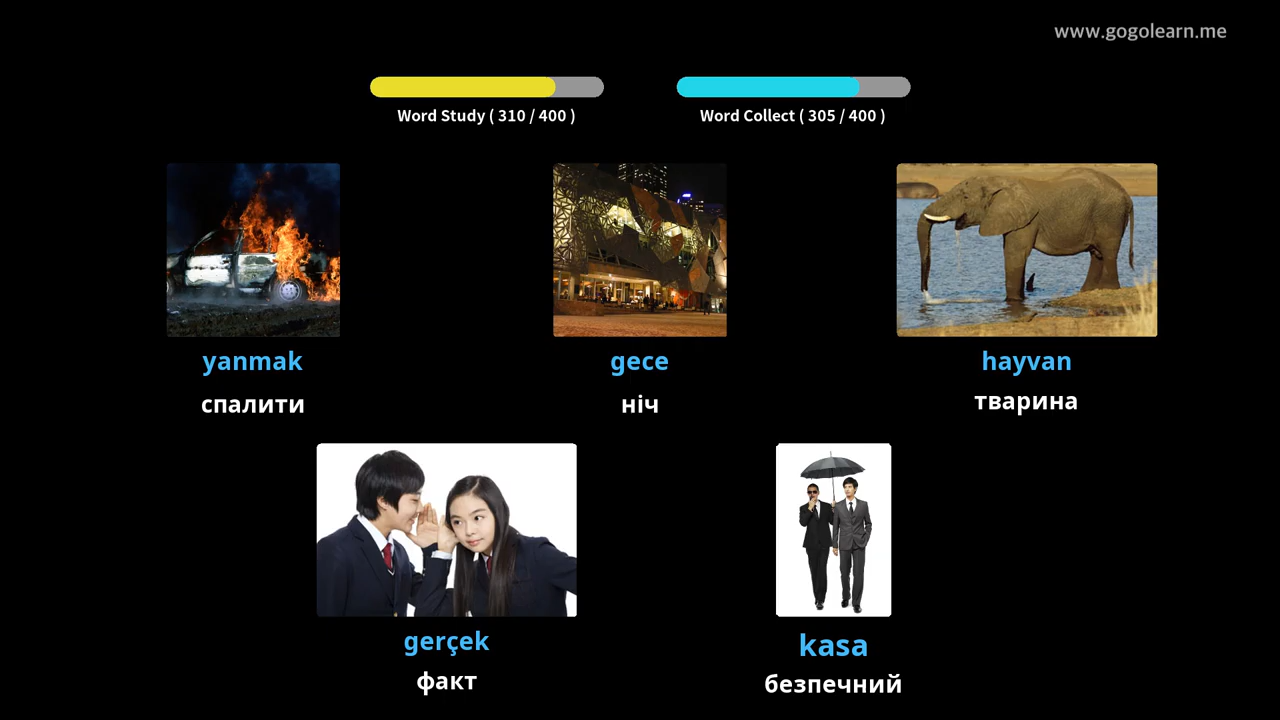 www.gogolearn.me
Word Study ( 310 / 400 )
Word Collect ( 305 / 400 )
yanmak
gece
hayvan
спалити
ніч
тварина
gerçek
kasa
факт
безпечний